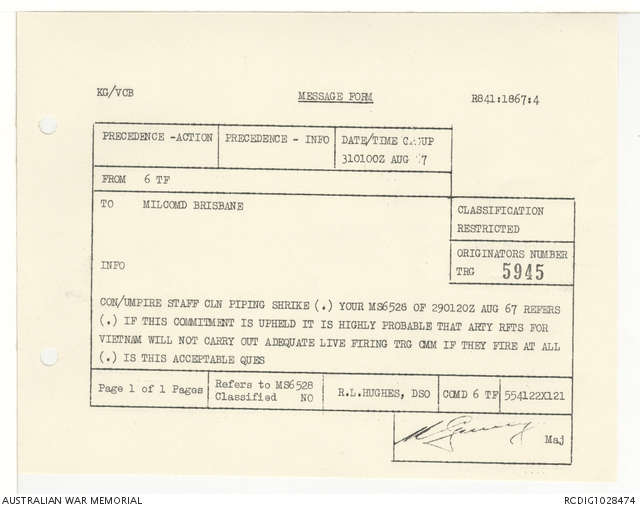 KG/VCB MESSAGE FORM R841:1867:4
PRECEDENCE -ACTION PRECEDENCE - INFO DATE/TIME
310100Z AUG 7
FROM 6 TF
TO MILCOMD BRISBANE
CLASSIFICATION
RESTRICTED
ORIGINATORS NUMBER
INFO
TRG 5945
CON/UMPIRE STAFF CLN PIPING SHRIKE (.) YOUR MS6528 OF 290120Z AUG 67 REFERS
(.) IF THIS COMMITMENT IS UPHELD IT IS HIGHLY PROBABLE THAT ARTY RFTS FOR
VIETNAM WILL NOT CARRY OUT ADEQUATE LIVE FIRING TRG CMM IF THEY FIRE AT ALL
(.) IS THIS ACCEPTABLE QUES
Page 1 of 1 Pages
Refers to MS6528
Classified NO
R.L.HUGHES, DSO
COMD 6 TF
554122X121
Maj
AUSTRALIAN WAR MEMORIAL RCDIG1028474